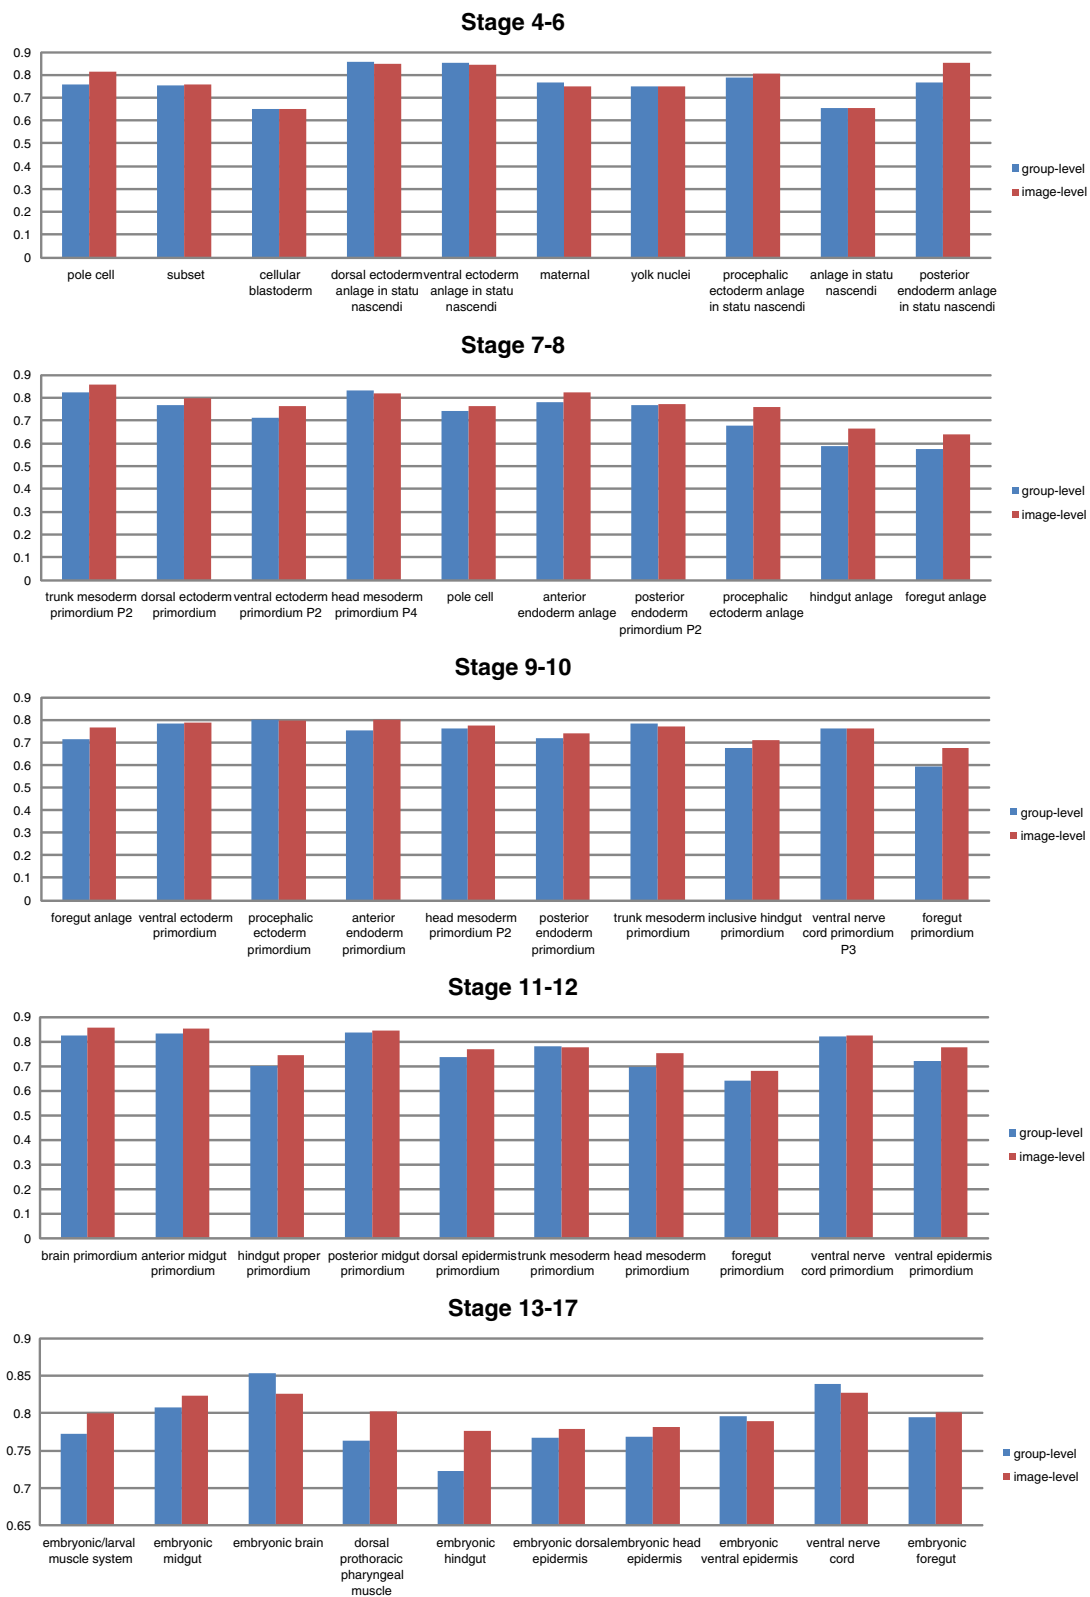 Stage 4-6
0.9
0.8
0.7
0.6
0.5
0.4
0.3
0.2
0.1
0
group-level
image-level
pole cell
subset
cellular
blastoderm
dorsal ectoderm
anlage in statu
nascendi
ventral ectoderm
anlage in statu
nascendi
maternal
yolk nuclei
procephalic
ectoderm anlage
in statu nascendi
anlage in statu
nascendi
posterior
endoderm anlage
in statu nascendi
Stage 7-8
0.9
0.8
0.7
0.6
0.5
0.4
0.3
0.2
0.1
0
group-level
image-level
trunk mesoderm
primordium P2
dorsal ectoderm
primordium
ventral ectoderm
primordium P2
head mesoderm
primordium P4
pole cell
anterior
endoderm anlage
posterior
endoderm
primordium P2
procephalic
ectoderm anlage
hindgut anlage
foregut anlage
Stage 9-10
0.9
0.8
0.7
0.6
0.5
0.4
0.3
0.2
0.1
0
group-level
image-level
foregut anlage
ventral ectoderm
primordium
procephalic
ectoderm
primordium
anterior
endoderm
primordium
head mesoderm
primordium P2
posterior
endoderm
primordium
trunk mesoderm
primordium
inclusive hindgut
primordium
ventral nerve
cord primordium
P3
foregut
primordium
Stage 11-12
0.9
0.8
0.7
0.6
0.5
0.4
0.3
0.2
0.1
0
group-level
image-level
brain primordium
anterior midgut
primordium
hindgut proper
primordium
posterior midgut
primordium
dorsal epidermis
primordium
trunk mesoderm
primordium
head mesoderm
primordium
foregut
primordium
ventral nerve
cord primordium
ventral epidermis
primordium
Stage 13-17
0.9
0.85
0.8
0.75
0.7
0.65
group-level
image-level
embryonic/larval
muscle system
embryonic
midgut
embryonic brain
dorsal
prothoracic
pharyngeal
muscle
embryonic
hindgut
embryonic dorsal
epidermis
embryonic head
epidermis
embryonic
ventral epidermis
ventral nerve
cord
embryonic
foregut